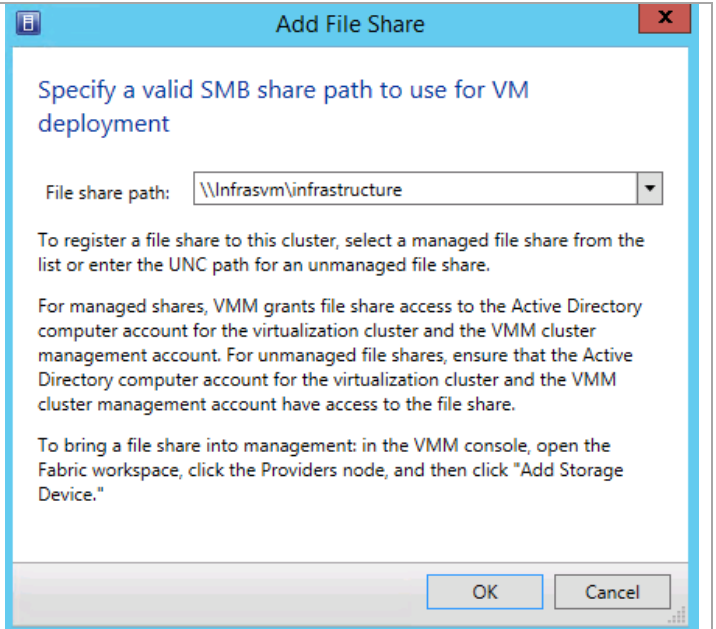 Add File Share
x
Specify a valid SMB share path to use for VM
deployment
File share path: \\Infrasvm\infrastructure
To register a file share to this cluster, select a managed file share from the
list or enter the UNC path for an unmanaged file share.
For managed shares, VMM grants file share access to the Active Directory
computer account for the virtualization cluster and the VMM cluster
management account. For unmanaged file shares, ensure that the Active
Directory computer account for the virtualization cluster and the VMM
cluster management account have access to the file share.
To bring a file share into management: in the VMM console, open the
Fabric workspace, click the Providers node, and then click "Add Storage
Device."
OK Cancel